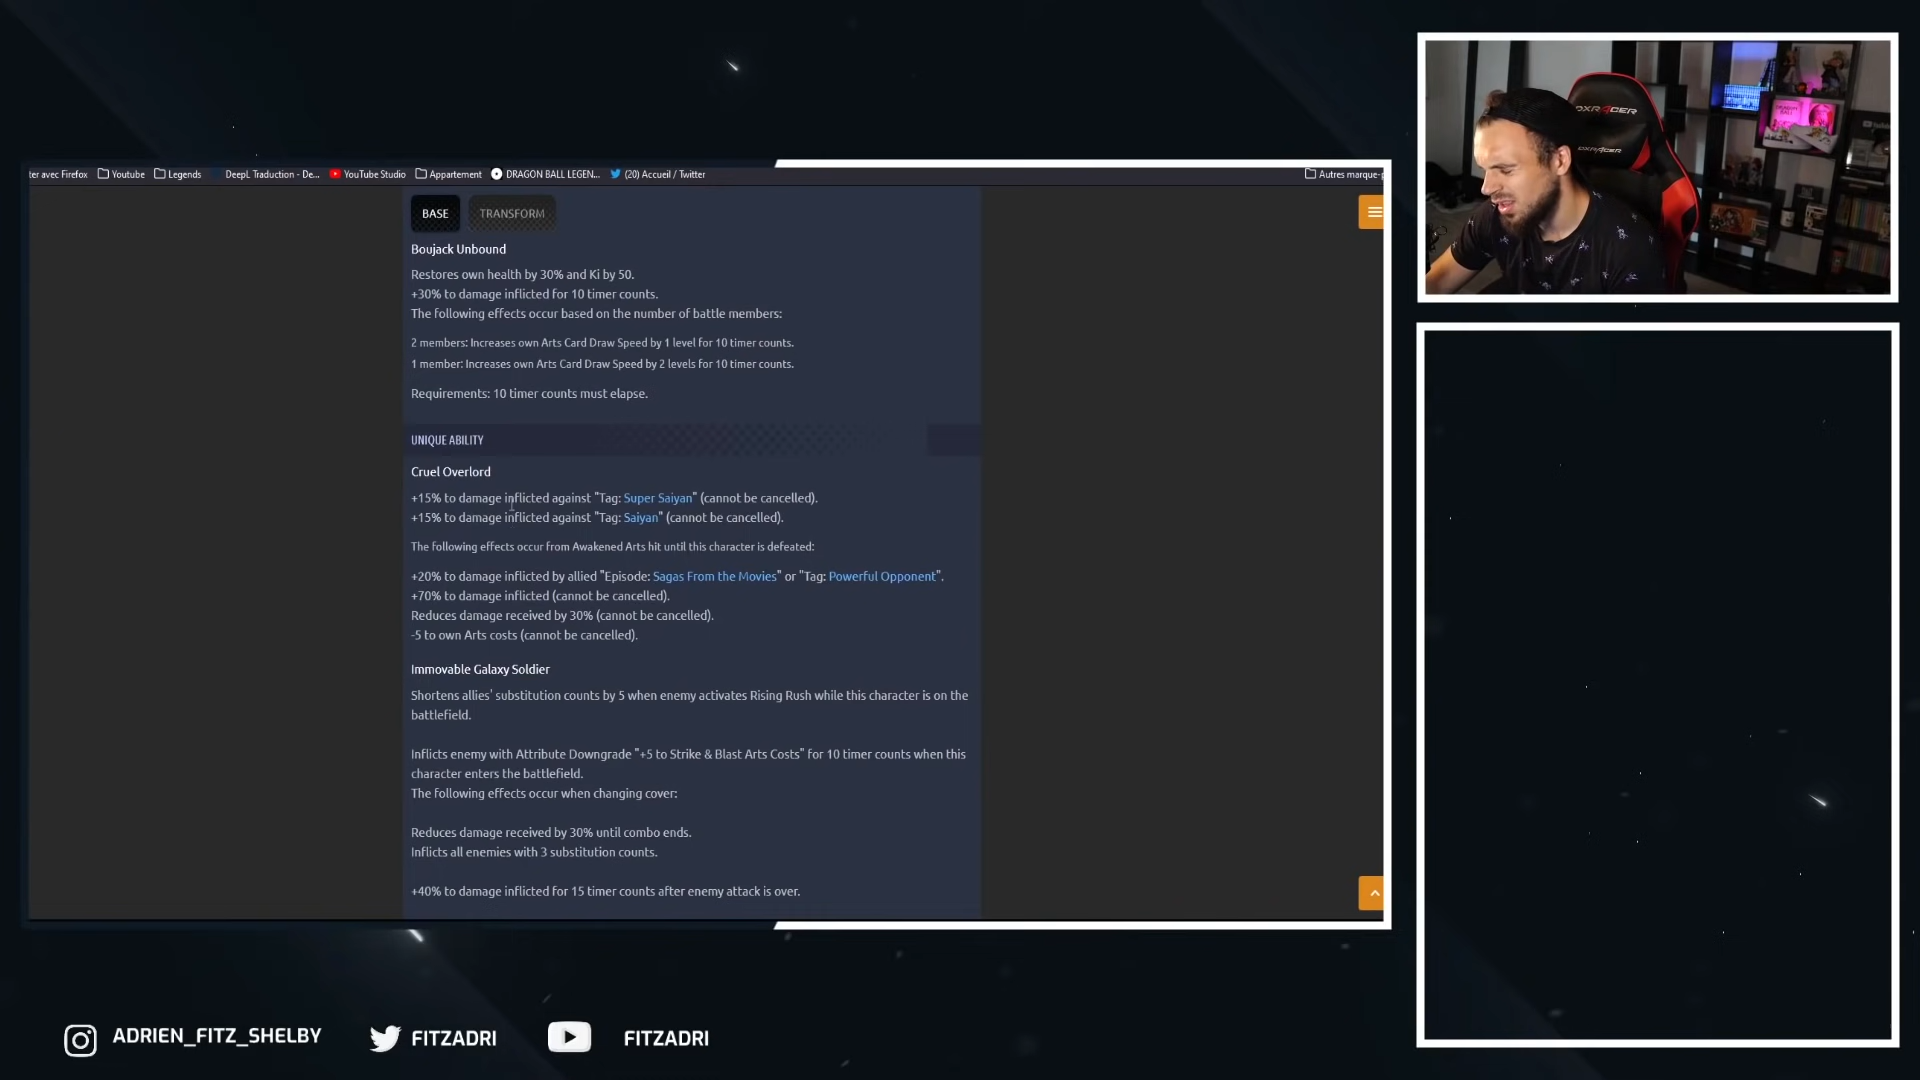 ter avec Firefox Youtube Legends DeepL Traduction - De... YouTube Studio Appartement DRAGON BALL LEGEN... (20) Accueil / Twitter Autres marque-p
BASE TRANSFORM
Boujack Unbound
Restores own health by 30% and Ki by 50.
+30% to damage inflicted for 10 timer counts.
The following effects occur based on the number of battle members:
2 members: Increases own Arts Card Draw Speed by 1 level for 10 timer counts.
1 member: Increases own Arts Card Draw Speed by 2 levels for 10 timer counts.
Requirements: 10 timer counts must elapse.
UNIQUE ABILITY
Cruel Overlord
+15% to damage inflicted against "Tag: Super Saiyan" (cannot be cancelled).
+15% to damage inflicted against "Tag: Saiyan" (cannot be cancelled).
The following effects occur from Awakened Arts hit until this character is defeated:
+20% to damage inflicted by allied "Episode: Sagas From the Movies" or "Tag: Powerful Opponent".
+70% to damage inflicted (cannot be cancelled).
Reduces damage received by 30% (cannot be cancelled).
-5 to own Arts costs (cannot be cancelled).
Immovable Galaxy Soldier
Shortens allies' substitution counts by 5 when enemy activates Rising Rush while this character is on the
battlefield.
Inflicts enemy with Attribute Downgrade "+5 to Strike & Blast Arts Costs" for 10 timer counts when this
character enters the battlefield.
The following effects occur when changing cover:
Reduces damage received by 30% until combo ends.
Inflicts all enemies with 3 substitution counts.
+40% to damage inflicted for 15 timer counts after enemy attack is over.
DXRACER
DXRACER
DRAGON BALL
ADRIEN_FITZ_SHELBY FITZADRI FITZADRI